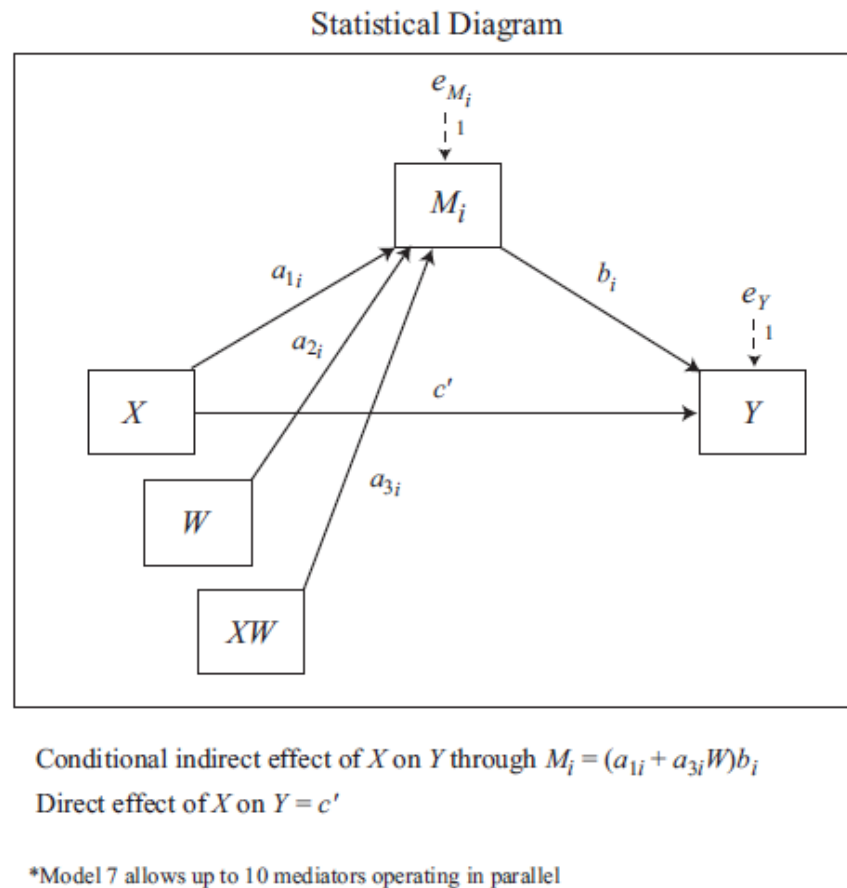 Statistical Diagram
e_{M_i}
1
M_i
a_{1i}
b_i
e_Y
1
a_{2i}
X
c′
Y
a_{3i}
W
XW
Conditional indirect effect of X on Y through M_i = (a_{1i} + a_{3i}W)b_i
Direct effect of X on Y = c′
*Model 7 allows up to 10 mediators operating in parallel